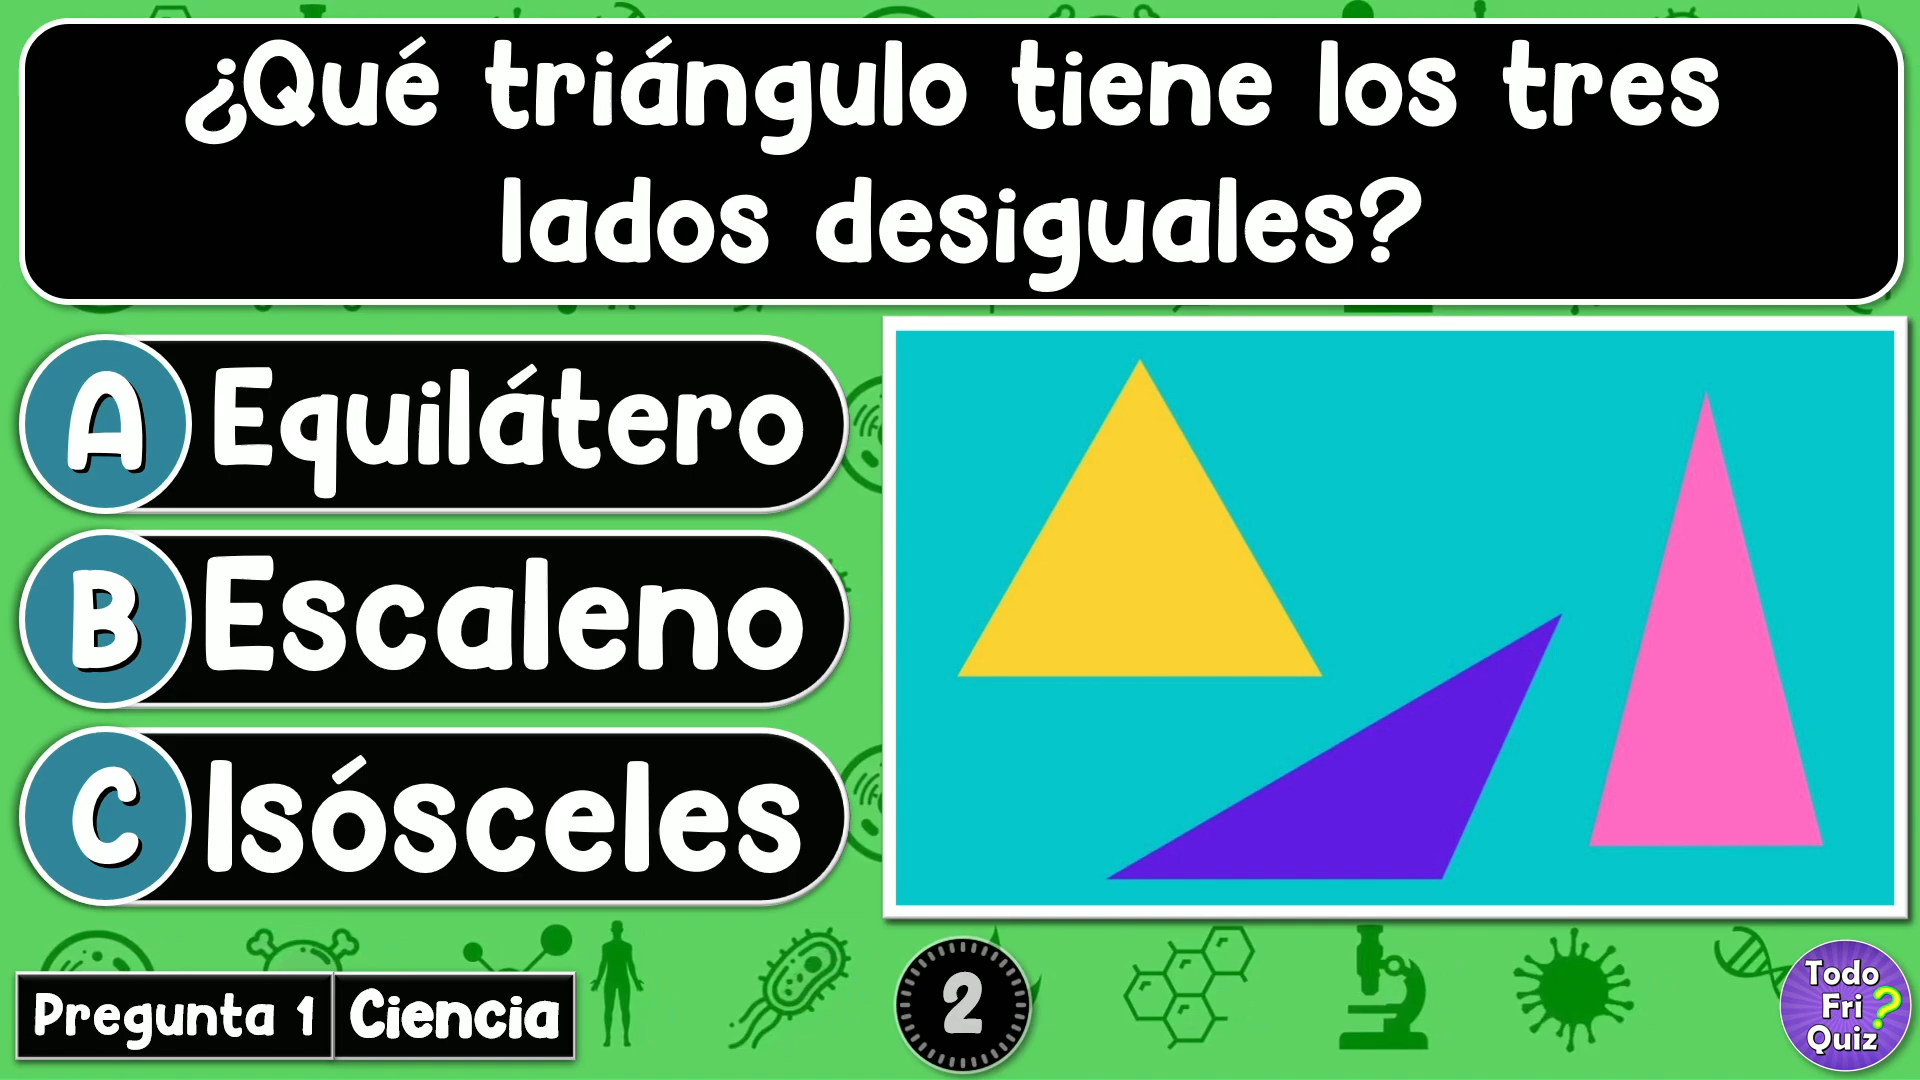 ¿Qué triángulo tiene los tres
lados desiguales?
A Equilátero
B Escaleno
C Isósceles
Pregunta 1 Ciencia
2
Todo
Fri ?
Quiz